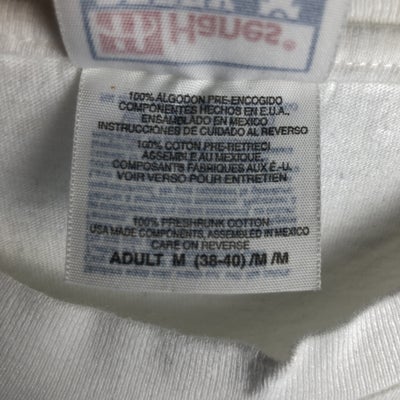 Hanes®
100% ALGODON PRE-ENCOGIDO
COMPONENTES HECHOS EN E.U.A.,
ENSAMBLADO EN MEXICO
INSTRUCCIONES DE CUIDADO AL REVERSO
100% COTON PRE-RETRECI
ASSEMBLE AU MEXIQUE,
COMPOSANTS FABRIQUES AUX É.-U.
VOIR VERSO POUR ENTRETIEN
100% PRESHRUNK COTTON
USA MADE COMPONENTS, ASSEMBLED IN MEXICO
CARE ON REVERSE
ADULT M (38-40) /M /M